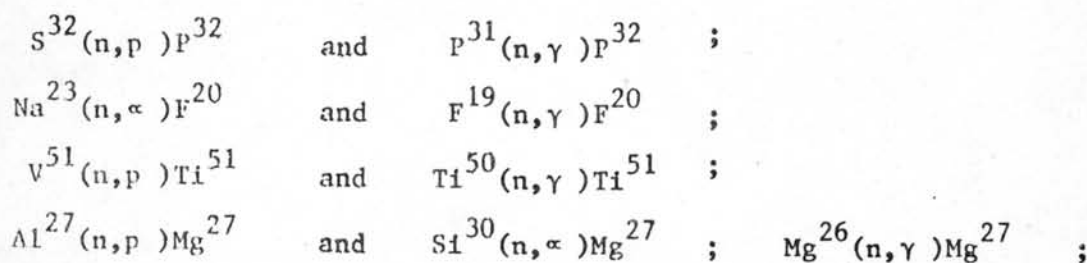 S³²(n,p )P³² and P³¹(n,γ )P³² ;
Na²³(n,∝ )F²⁰ and F¹⁹(n,γ )F²⁰ ;
V⁵¹(n,p )Ti⁵¹ and Ti⁵⁰(n,γ )Ti⁵¹ ;
Al²⁷(n,p )Mg²⁷ and Si³⁰(n,∝ )Mg²⁷ ; Mg²⁶(n,γ )Mg²⁷ ;